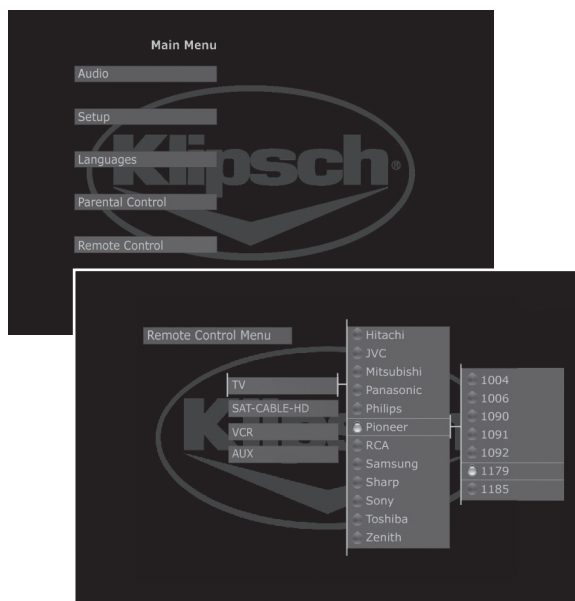 Main Menu
Audio
Setup
Languages
Parental Control
Remote Control
Klipsch®
Remote Control Menu
TV
SAT-CABLE-HD
VCR
AUX
Hitachi
JVC
Mitsubishi
Panasonic
Philips
Pioneer
RCA
Samsung
Sharp
Sony
Toshiba
Zenith
1004
1006
1090
1091
1092
1179
1185